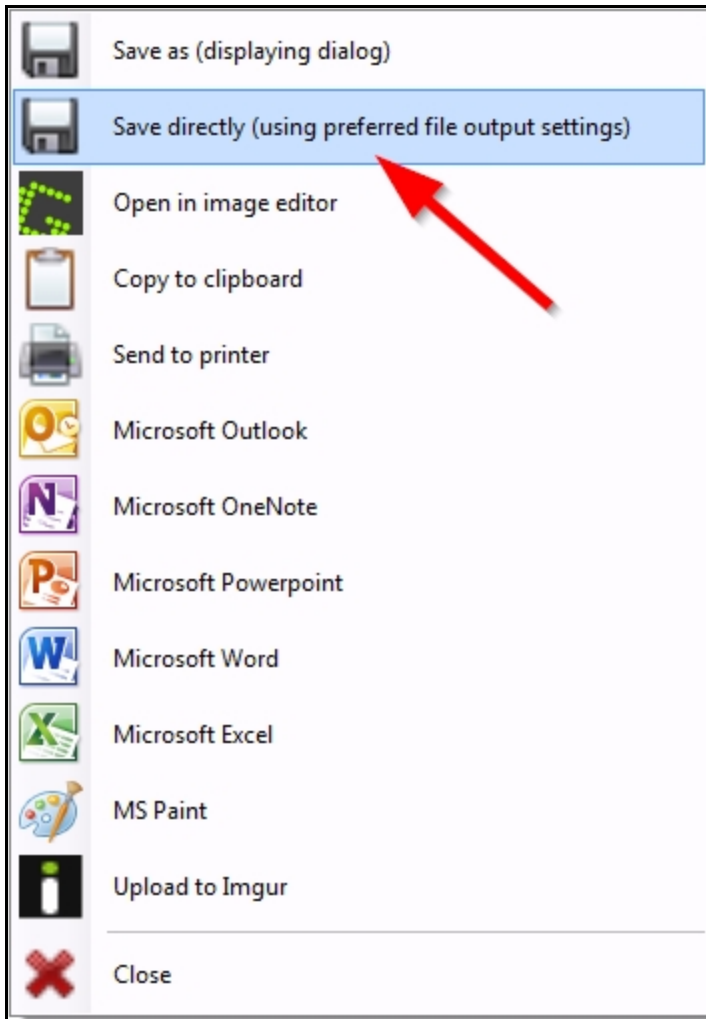 Save as (displaying dialog)
Save directly (using preferred file output settings)
Open in image editor
Copy to clipboard
Send to printer
Microsoft Outlook
Microsoft OneNote
Microsoft Powerpoint
Microsoft Word
Microsoft Excel
MS Paint
Upload to Imgur
Close